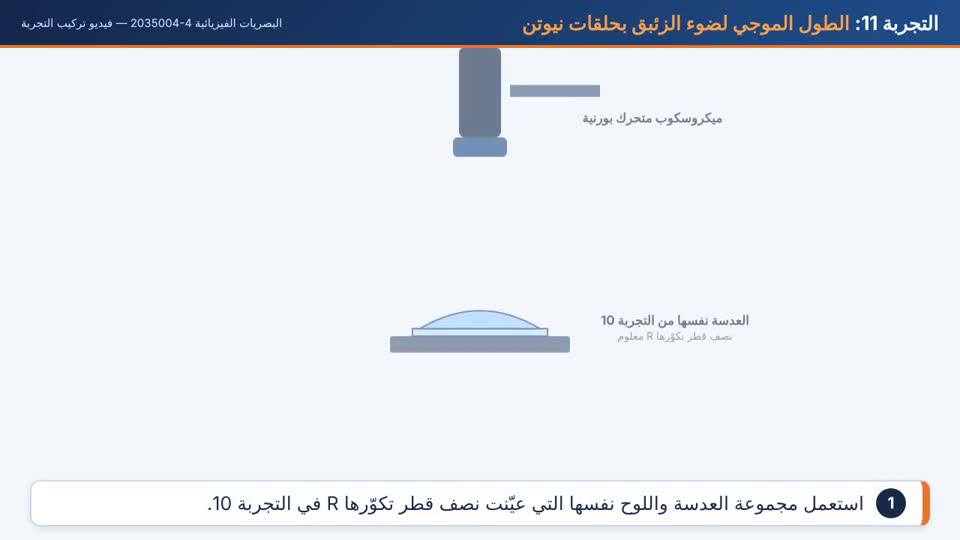 التجربة 11: الطول الموجي لضوء الزئبق بحلقات نيوتن
البصريات الفيزيائية 4-2035004 — فيديو تركيب التجربة
ميكروسكوب متحرك بورنية
العدسة نفسها من التجربة 10
بنصف قطر تكوّرها R معلوم
1 استعمل مجموعة العدسة واللوح نفسها التي عيّنت نصف قطر تكوّرها R في التجربة 10.